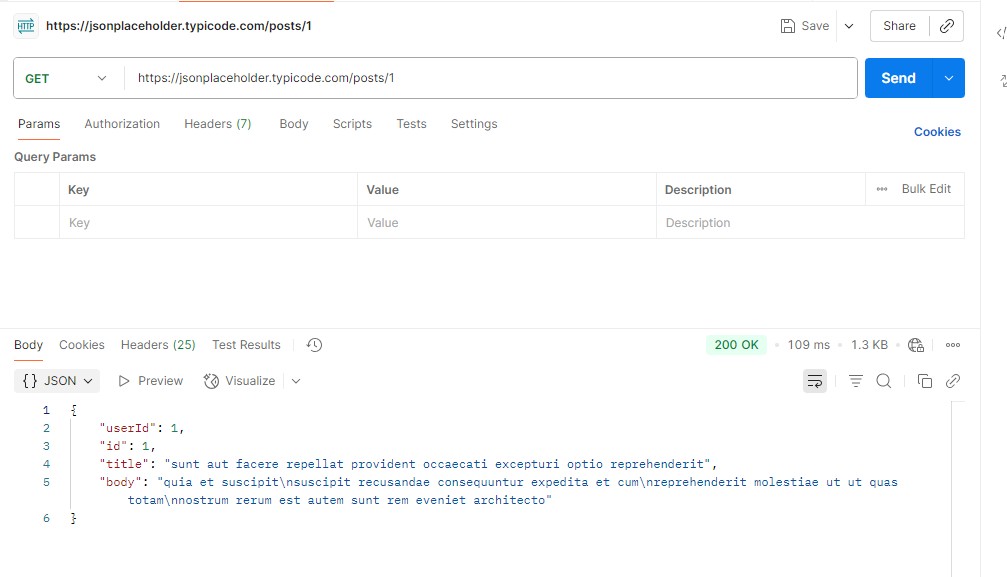 HTTP https://jsonplaceholder.typicode.com/posts/1 Save Share
GET https://jsonplaceholder.typicode.com/posts/1 Send
Params Authorization Headers (7) Body Scripts Tests Settings Cookies
Query Params
Key Value Description Bulk Edit
Key Value Description
Body Cookies Headers (25) Test Results 200 OK 109 ms 1.3 KB
{} JSON Preview Visualize
1 {
2 "userId": 1,
3 "id": 1,
4 "title": "sunt aut facere repellat provident occaecati excepturi optio reprehenderit",
5 "body": "quia et suscipit\nsuscipit recusandae consequuntur expedita et cum\nreprehenderit molestiae ut ut quas
totam\nnostrum rerum est autem sunt rem eveniet architecto"
6 }